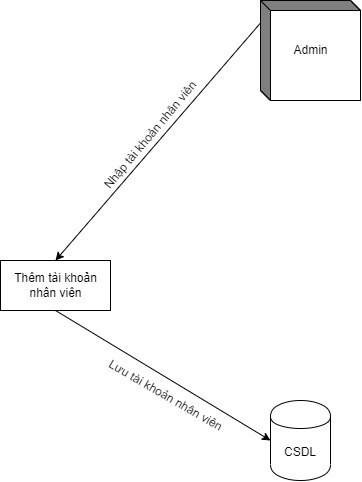 Admin
Nhập tài khoản nhân viên
Thêm tài khoản
nhân viên
Lưu tài khoản nhân viên
CSDL